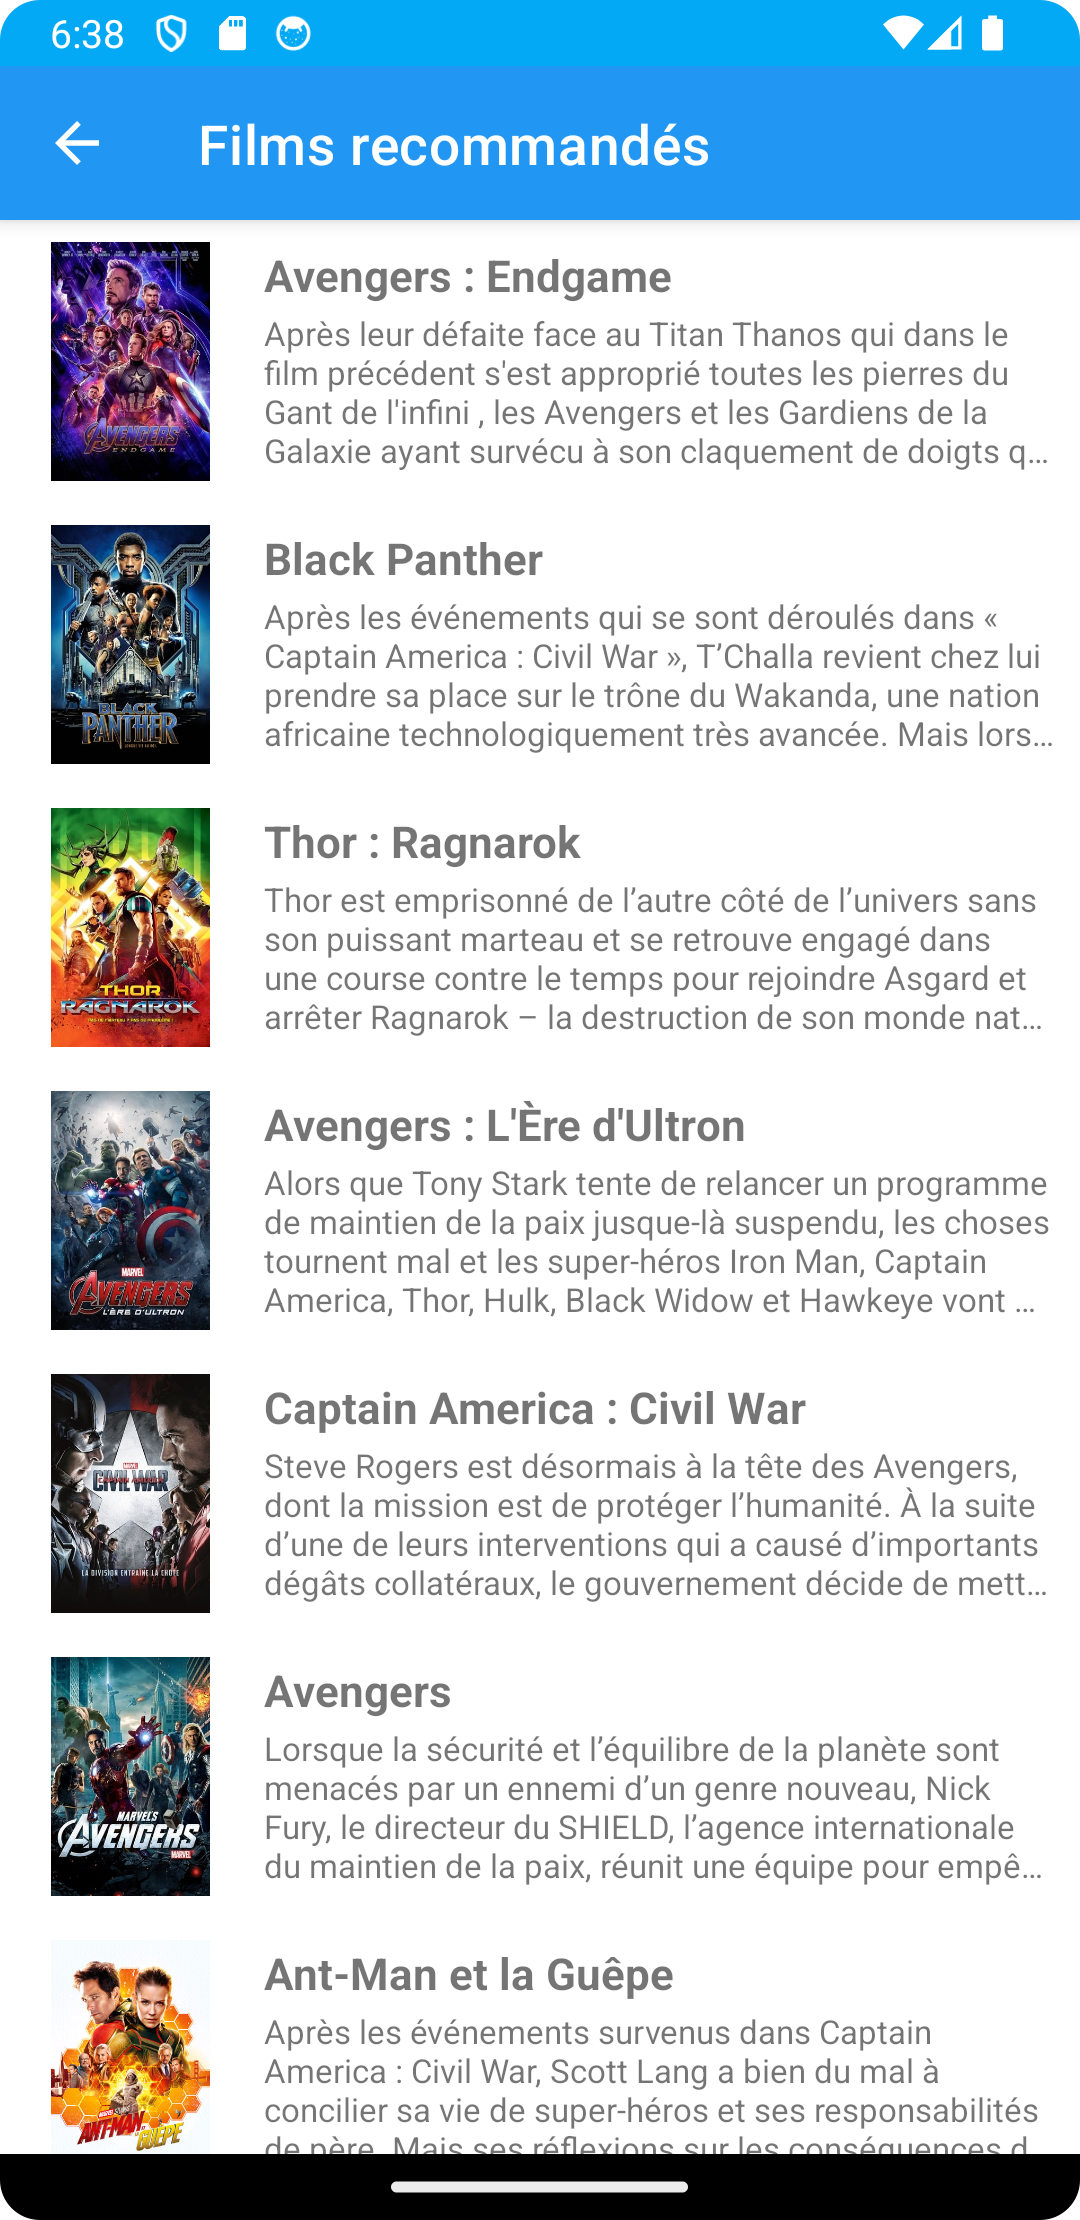 6:38
Films recommandés
Avengers : Endgame
Après leur défaite face au Titan Thanos qui dans le
film précédent s'est approprié toutes les pierres du
Gant de l'infini , les Avengers et les Gardiens de la
Galaxie ayant survécu à son claquement de doigts q…
AVENGERS
ENDGAME
Black Panther
Après les événements qui se sont déroulés dans «
Captain America : Civil War », T’Challa revient chez lui
prendre sa place sur le trône du Wakanda, une nation
africaine technologiquement très avancée. Mais lors…
BLACK
PANTHER
Thor : Ragnarok
Thor est emprisonné de l’autre côté de l’univers sans
son puissant marteau et se retrouve engagé dans
une course contre le temps pour rejoindre Asgard et
arrêter Ragnarok – la destruction de son monde nat…
THOR
RAGNAROK
PAS DE MARTEAU ? PAS DE PROBLÈME !
Avengers : L'Ère d'Ultron
Alors que Tony Stark tente de relancer un programme
de maintien de la paix jusque-là suspendu, les choses
tournent mal et les super-héros Iron Man, Captain
America, Thor, Hulk, Black Widow et Hawkeye vont …
MARVEL
AVENGERS
L'ÈRE D'ULTRON
Captain America : Civil War
Steve Rogers est désormais à la tête des Avengers,
dont la mission est de protéger l’humanité. À la suite
d’une de leurs interventions qui a causé d’importants
dégâts collatéraux, le gouvernement décide de mett…
MARVEL
CIVIL WAR
LA DIVISION ENTRAINE LA CHUTE
Avengers
Lorsque la sécurité et l’équilibre de la planète sont
menacés par un ennemi d’un genre nouveau, Nick
Fury, le directeur du SHIELD, l’agence internationale
du maintien de la paix, réunit une équipe pour empê…
MARVEL'S
AVENGERS
MARVEL
Ant-Man et la Guêpe
Après les événements survenus dans Captain
America : Civil War, Scott Lang a bien du mal à
concilier sa vie de super-héros et ses responsabilités
de père. Mais ses réflexions sur les conséquences d
ANT-MAN
GUÊPE